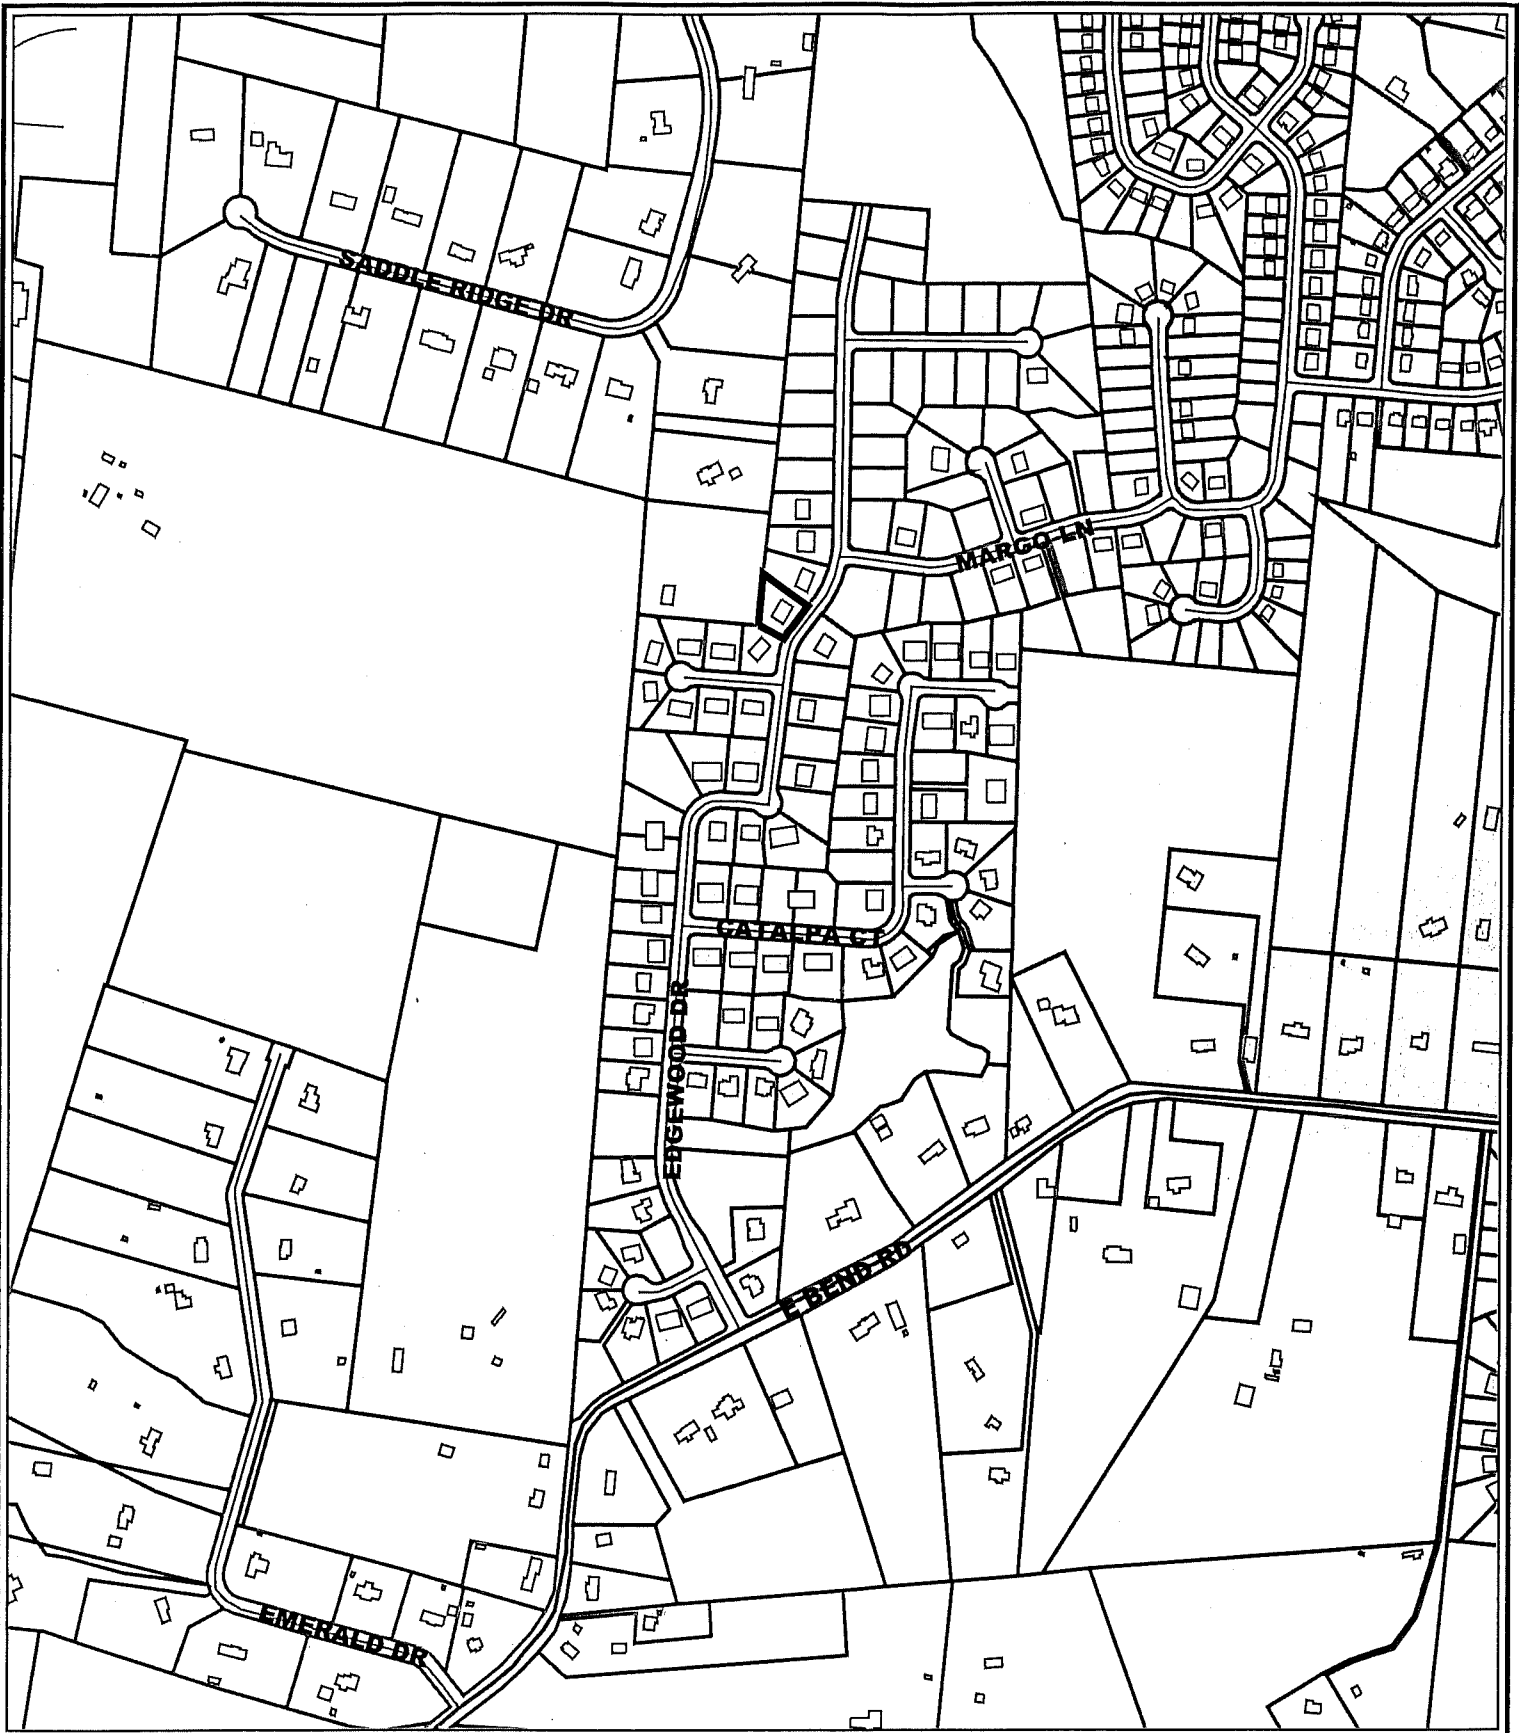 SADDLE RIDGE DR
MARGO LN
CATALPA CT
EDGEWOOD DR
E BEND RD
EMERALD DR